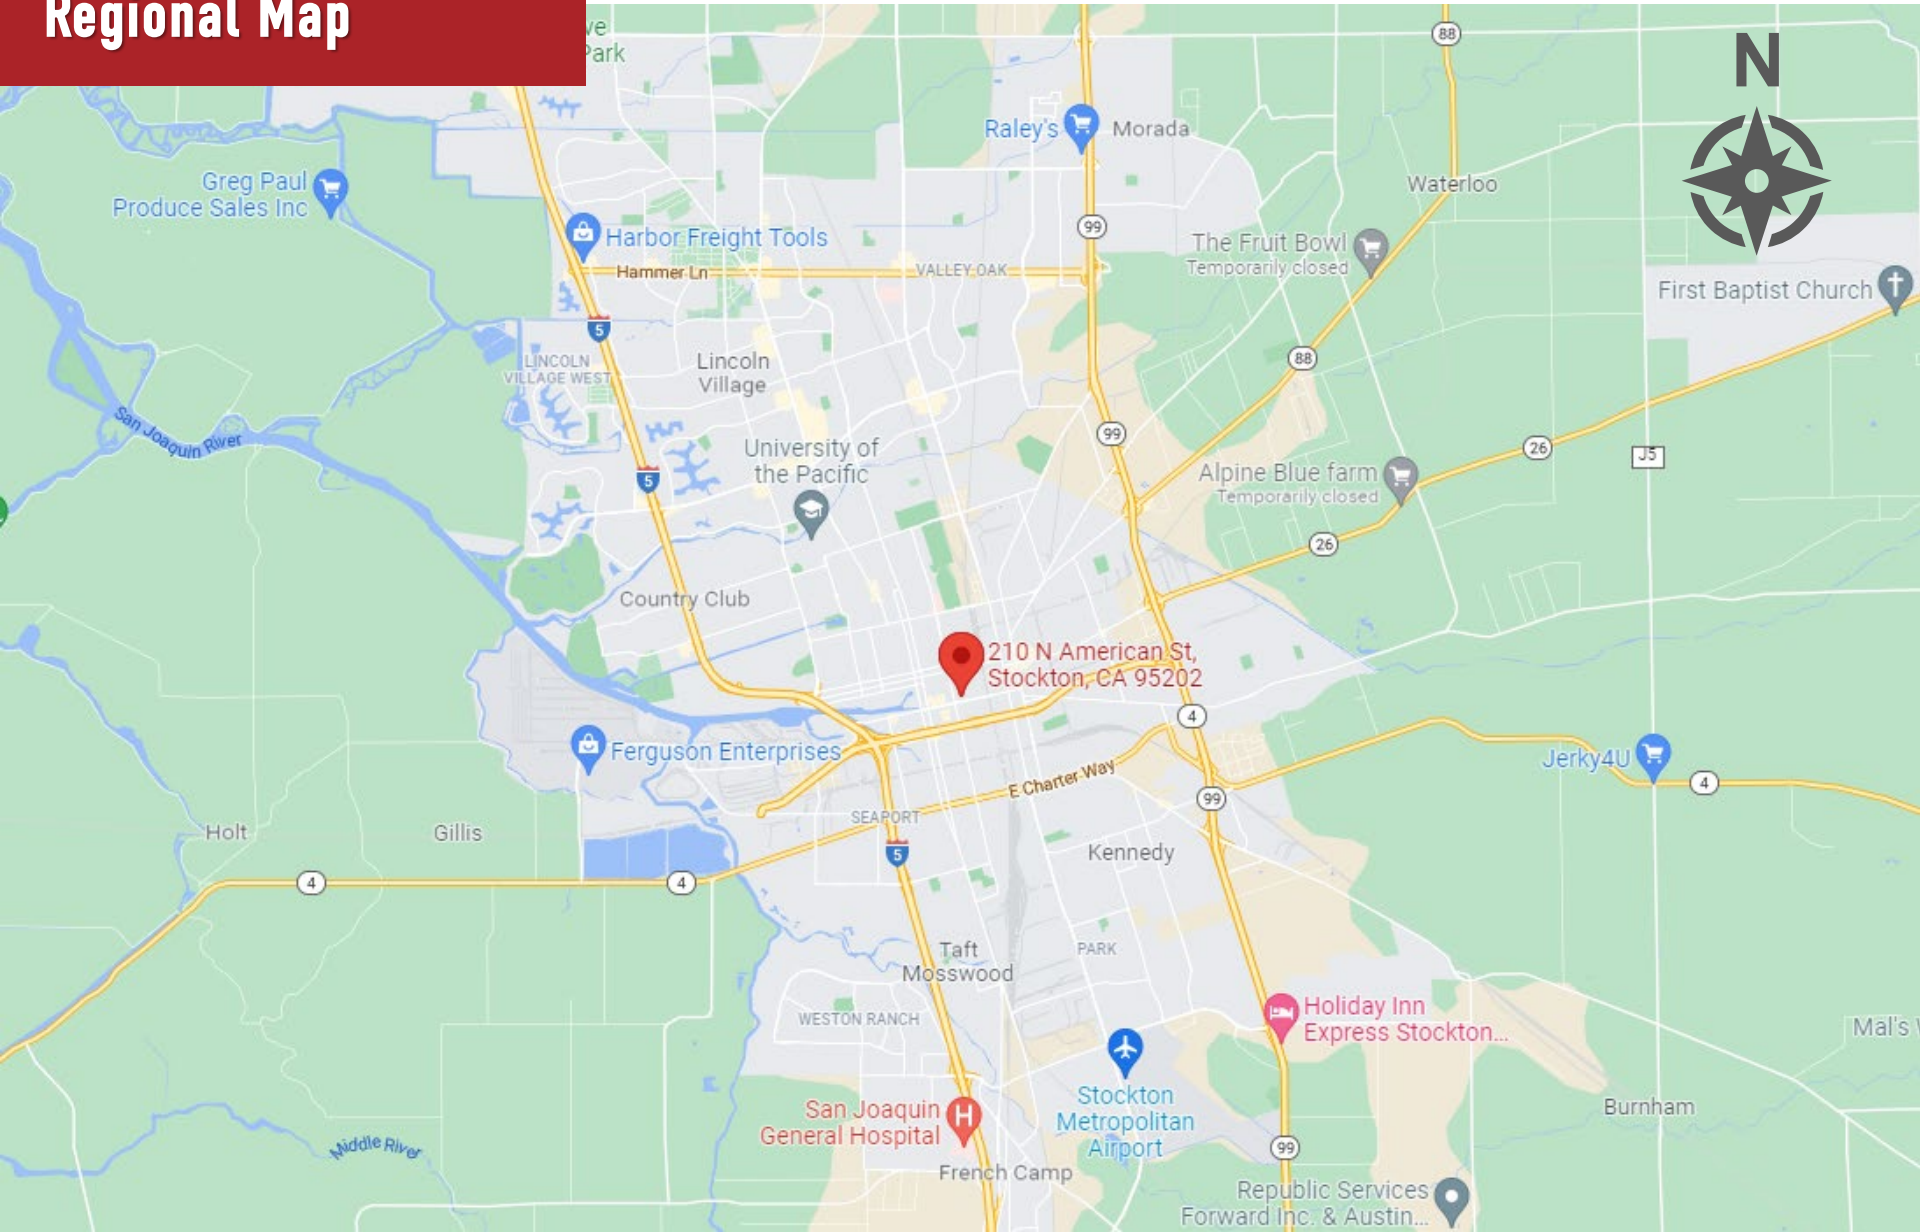 Regional Map
ve
Park
88
N
Raley's
Morada
Greg Paul
Produce Sales Inc
Waterloo
99
Harbor Freight Tools
The Fruit Bowl
Temporarily closed
Hammer Ln
VALLEY OAK
First Baptist Church
5
LINCOLN
VILLAGE WEST
Lincoln
Village
88
San Joaquin River
99
University of
the Pacific
26
J5
5
Alpine Blue farm
Temporarily closed
26
Country Club
210 N American St,
Stockton, CA 95202
4
Ferguson Enterprises
Jerky4U
4
E Charter Way
99
SEAPORT
Holt
Gillis
5
Kennedy
4
4
Taft
Mosswood
PARK
WESTON RANCH
Holiday Inn
Express Stockton...
Mal's
Stockton
Metropolitan
Airport
San Joaquin
General Hospital
Burnham
Middle River
99
French Camp
Republic Services
Forward Inc. & Austin...